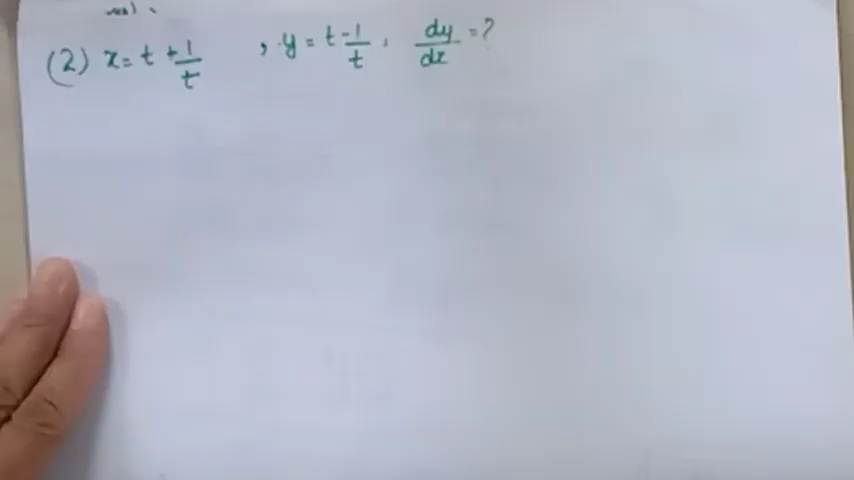 (2) x = t + 1/t , y = t - 1/t , dy/dx = ?